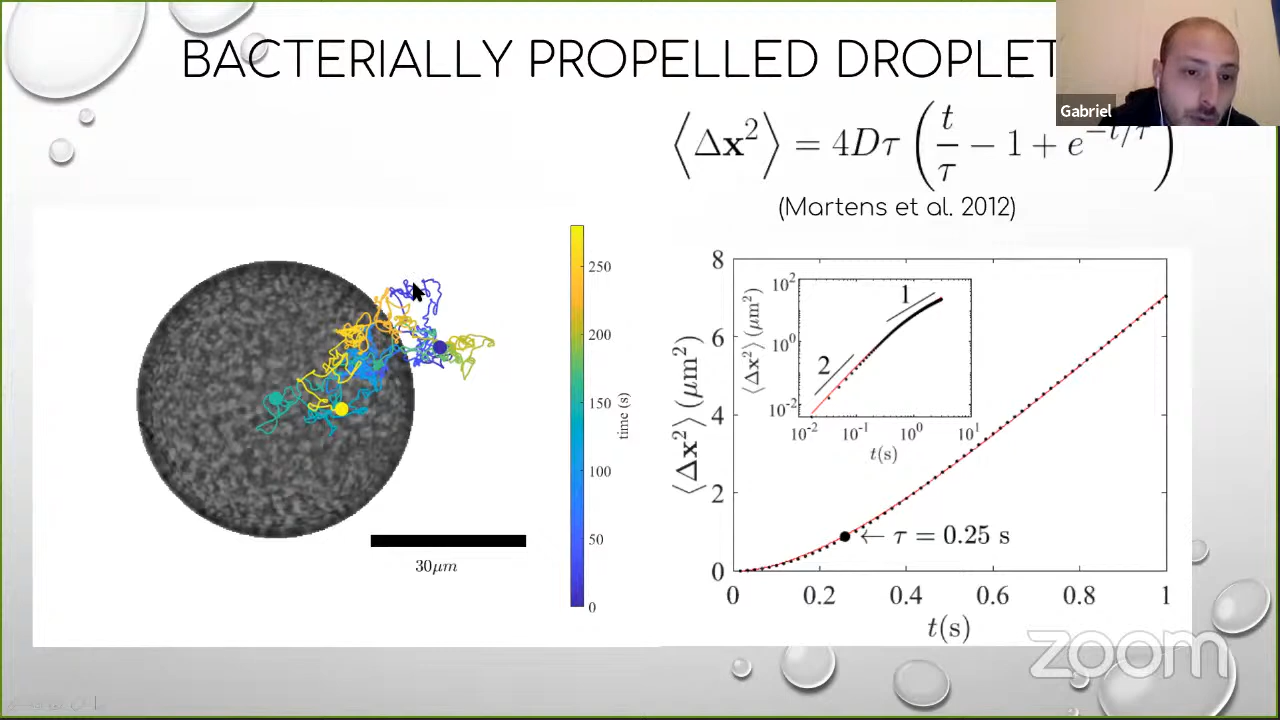 BACTERIALLY PROPELLED DROPLET
Gabriel
⟨Δx²⟩ = 4Dτ (t/τ − 1 + e^{−t/τ})
(Martens et al. 2012)
250
200
150
100
50
0
time (s)
30μm
8
6
4
2
0
⟨Δx²⟩ (μm²)
0 0.2 0.4 0.6 0.8 1
t(s)
← τ = 0.25 s
10²
10⁰
10⁻²
⟨Δx²⟩ (μm²)
1
2
10⁻² 10⁻¹ 10⁰ 10¹
t(s)
zoom